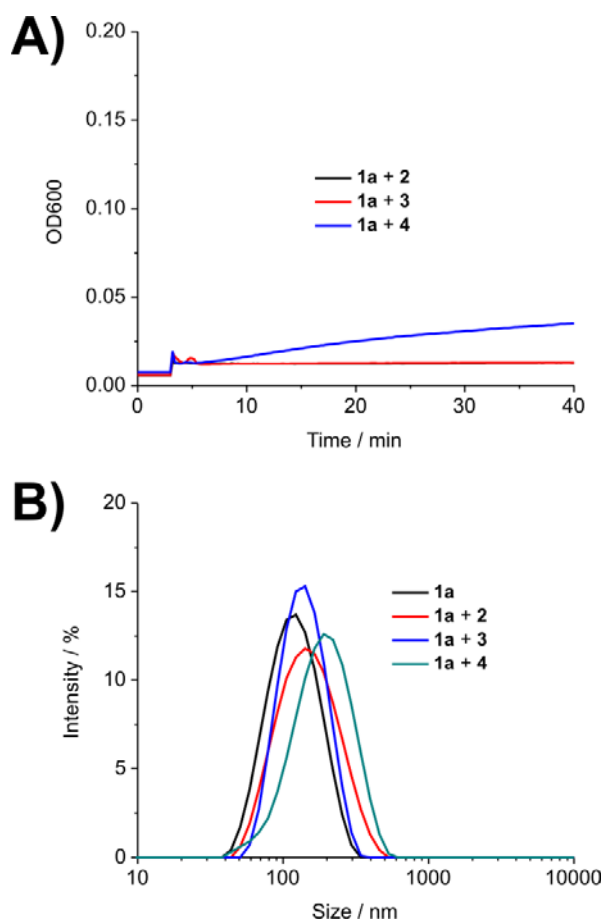 A)
0.20
0.15
0.10
0.05
0.00
OD600
1a + 2
1a + 3
1a + 4
0 10 20 30 40
Time / min
B)
20
15
10
5
0
Intensity / %
1a
1a + 2
1a + 3
1a + 4
10 100 1000 10000
Size / nm